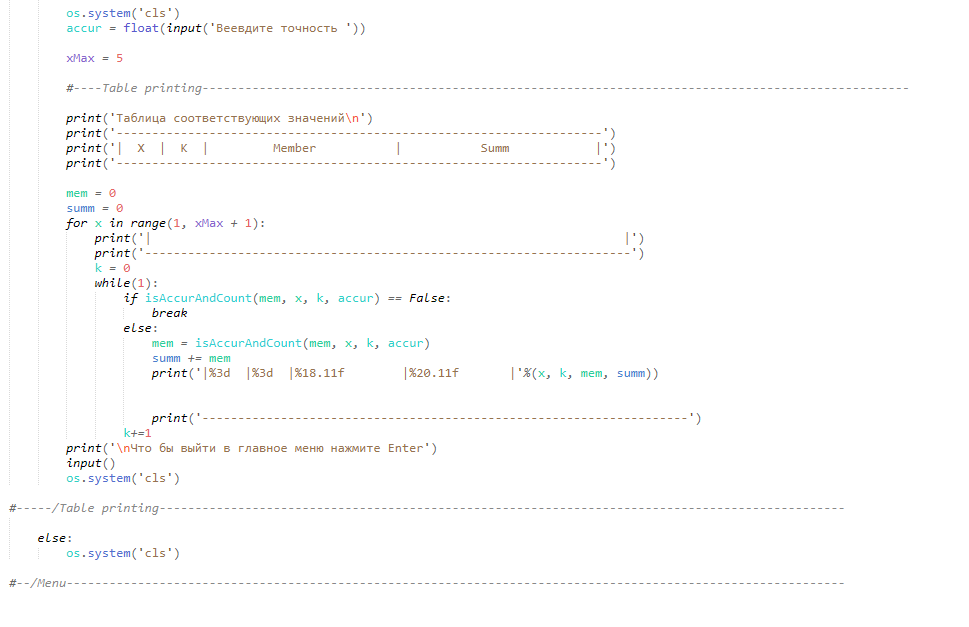 os.system('cls')
accur = float(input('Веевдите точность '))
xMax = 5
#----Table printing---------------------------------------------------------------------------------------------------
print('Таблица соответствующих значений\n')
print('--------------------------------------------------------------------')
print('|  X  |  K  |         Member           |           Summ            |')
print('--------------------------------------------------------------------')
mem = 0
summ = 0
for x in range(1, xMax + 1):
    print('|                                                                  |')
    print('--------------------------------------------------------------------')
    k = 0
    while(1):
        if isAccurAndCount(mem, x, k, accur) == False:
            break
        else:
            mem = isAccurAndCount(mem, x, k, accur)
            summ += mem
            print('|%3d  |%3d  |%18.11f        |%20.11f       |'%(x, k, mem, summ))
            print('--------------------------------------------------------------------')
        k+=1
print('\nЧто бы выйти в главное меню нажмите Enter')
input()
os.system('cls')
#-----/Table printing------------------------------------------------------------------------------------------------
else:
    os.system('cls')
#--/Menu-------------------------------------------------------------------------------------------------------------